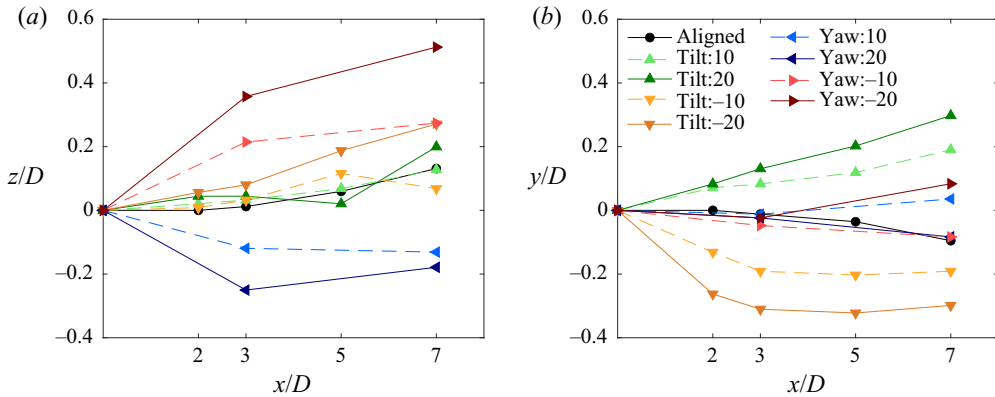 (a)
0.6
0.4
0.2
0
–0.2
–0.4
z/D
2 3 5 7
x/D
(b)
0.6
0.4
0.2
0
–0.2
–0.4
y/D
2 3 5 7
x/D
Aligned
Tilt:10
Tilt:20
Tilt:–10
Tilt:–20
Yaw:10
Yaw:20
Yaw:–10
Yaw:–20